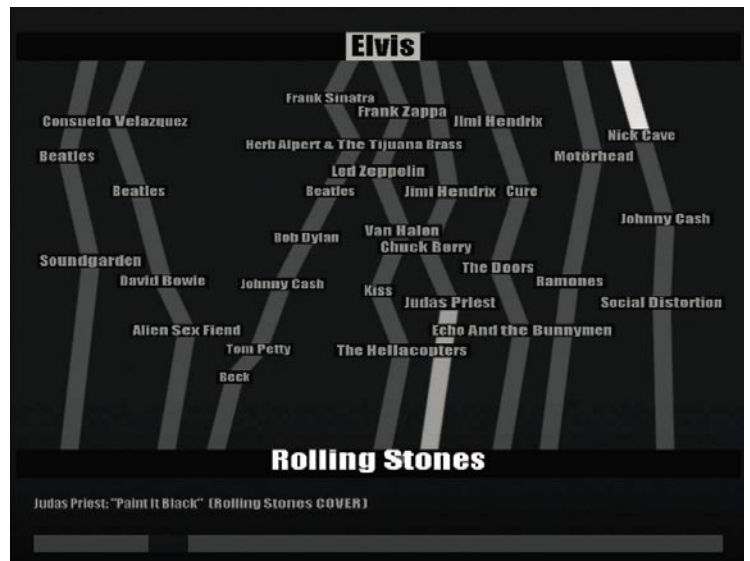 Elvis
Frank Sinatra
Frank Zappa
Consuelo Velazquez
Jimi Hendrix
Nick Cave
Herb Alpert & The Tijuana Brass
Beatles
Motörhead
Led Zeppelin
Beatles
Beatles
Jimi Hendrix
Cure
Johnny Cash
Van Halen
Bob Dylan
Chuck Berry
Soundgarden
The Doors
David Bowie
Johnny Cash
Ramones
Kiss
Judas Priest
Social Distortion
Alien Sex Fiend
Echo And the Bunnymen
Tom Petty
The Hellacopters
Beck
Rolling Stones
Judas Priest: "Paint It Black" (Rolling Stones COVER)